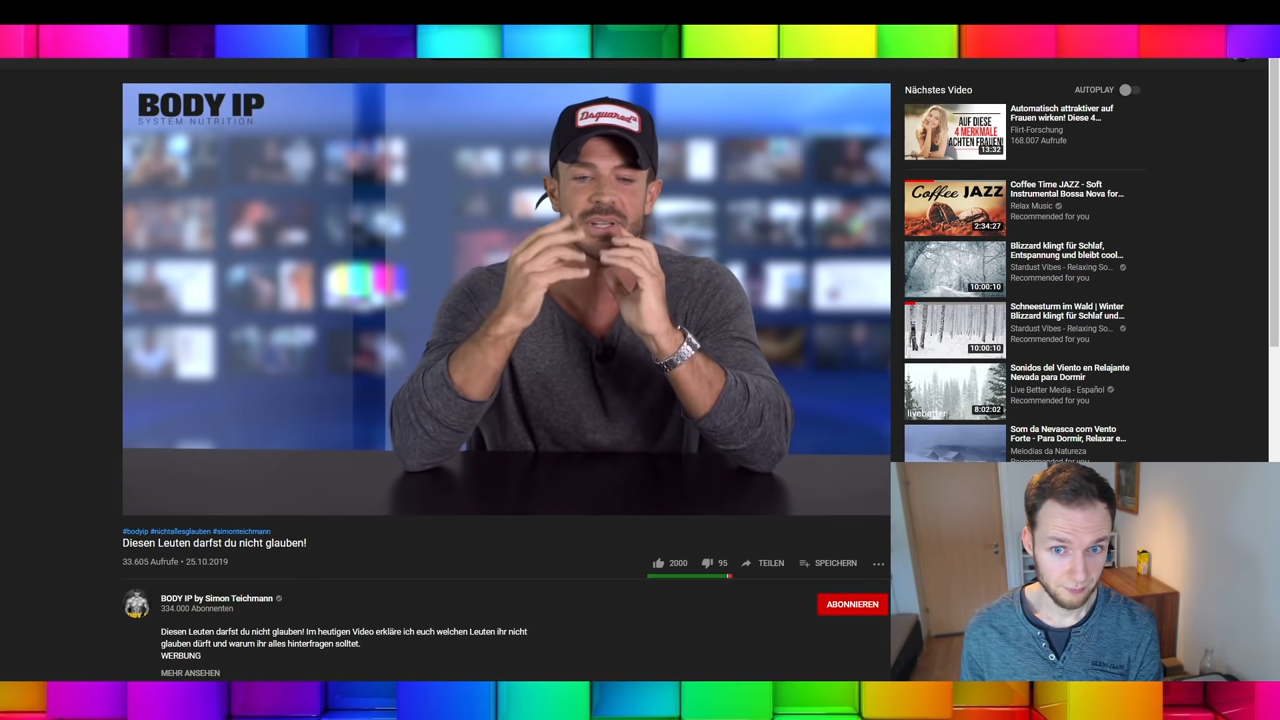 BODY IP
SYSTEM NUTRITION
Dsquared²
#bodyip #nichtallesglauben #simonteichmann
Diesen Leuten darfst du nicht glauben!
33.605 Aufrufe • 25.10.2019
2000
95
TEILEN
SPEICHERN
BODY IP by Simon Teichmann
334.000 Abonnenten
ABONNIEREN
Diesen Leuten darfst du nicht glauben! Im heutigen Video erkläre ich euch welchen Leuten ihr nicht
glauben dürft und warum ihr alles hinterfragen solltet.
WERBUNG
MEHR ANSEHEN
Nächstes Video
AUTOPLAY
AUF DIESE
4 MERKMALE
ACHTEN FRAUEN!
13:32
Automatisch attraktiver auf
Frauen wirken! Diese 4...
Flirt-Forschung
168.007 Aufrufe
Coffee JAZZ
2:34:27
Coffee Time JAZZ - Soft
Instrumental Bossa Nova for...
Relax Music
Recommended for you
10:00:10
Blizzard klingt für Schlaf,
Entspannung und bleibt cool...
Stardust Vibes - Relaxing So...
Recommended for you
10:00:10
Schneesturm im Wald | Winter
Blizzard klingt für Schlaf und...
Stardust Vibes - Relaxing So...
Recommended for you
livebetter
8:02:02
Sonidos del Viento en Relajante
Nevada para Dormir
Live Better Media - Español
Recommended for you
Som da Nevasca com Vento
Forte - Para Dormir, Relaxar e...
Melodias da Natureza
Recommended for you